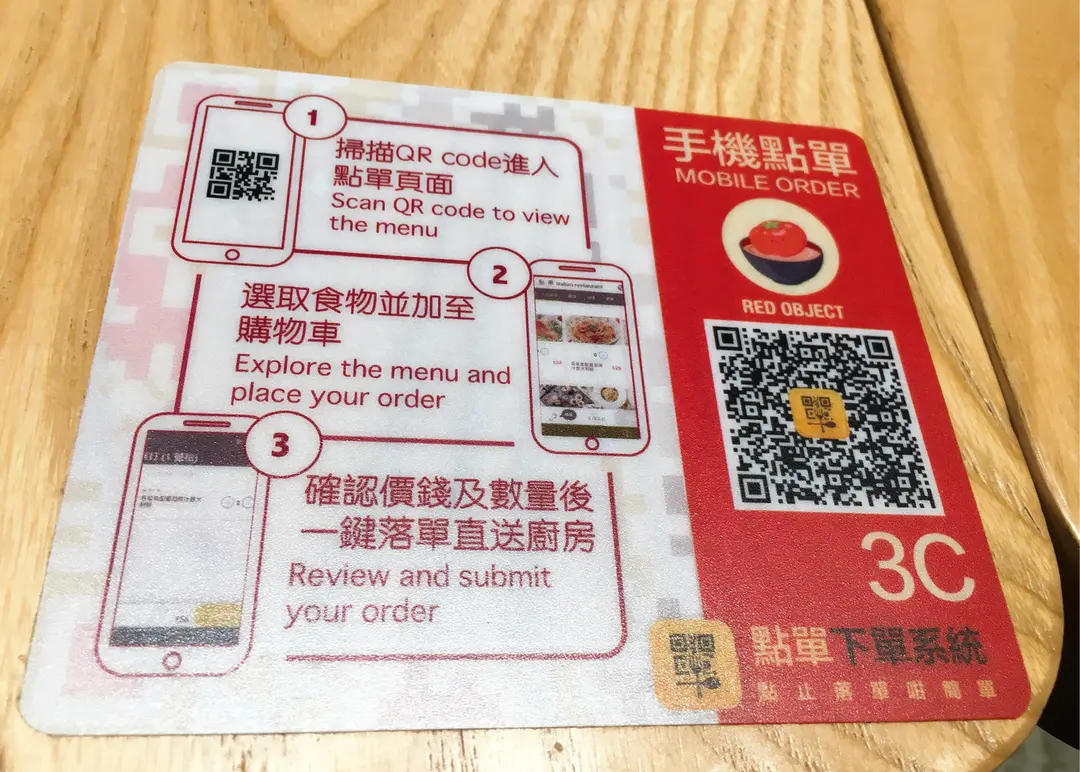 1
掃描QR code進入
點單頁面
Scan QR code to view
the menu
2
選取食物並加至
購物車
Explore the menu and
place your order
點 單 Italian restaurant
3
確認價錢及數量後
一鍵落單直送廚房
Review and submit
your order
手機點單
MOBILE ORDER
RED OBJECT
3C
點單下單系統
點止落單咁簡單